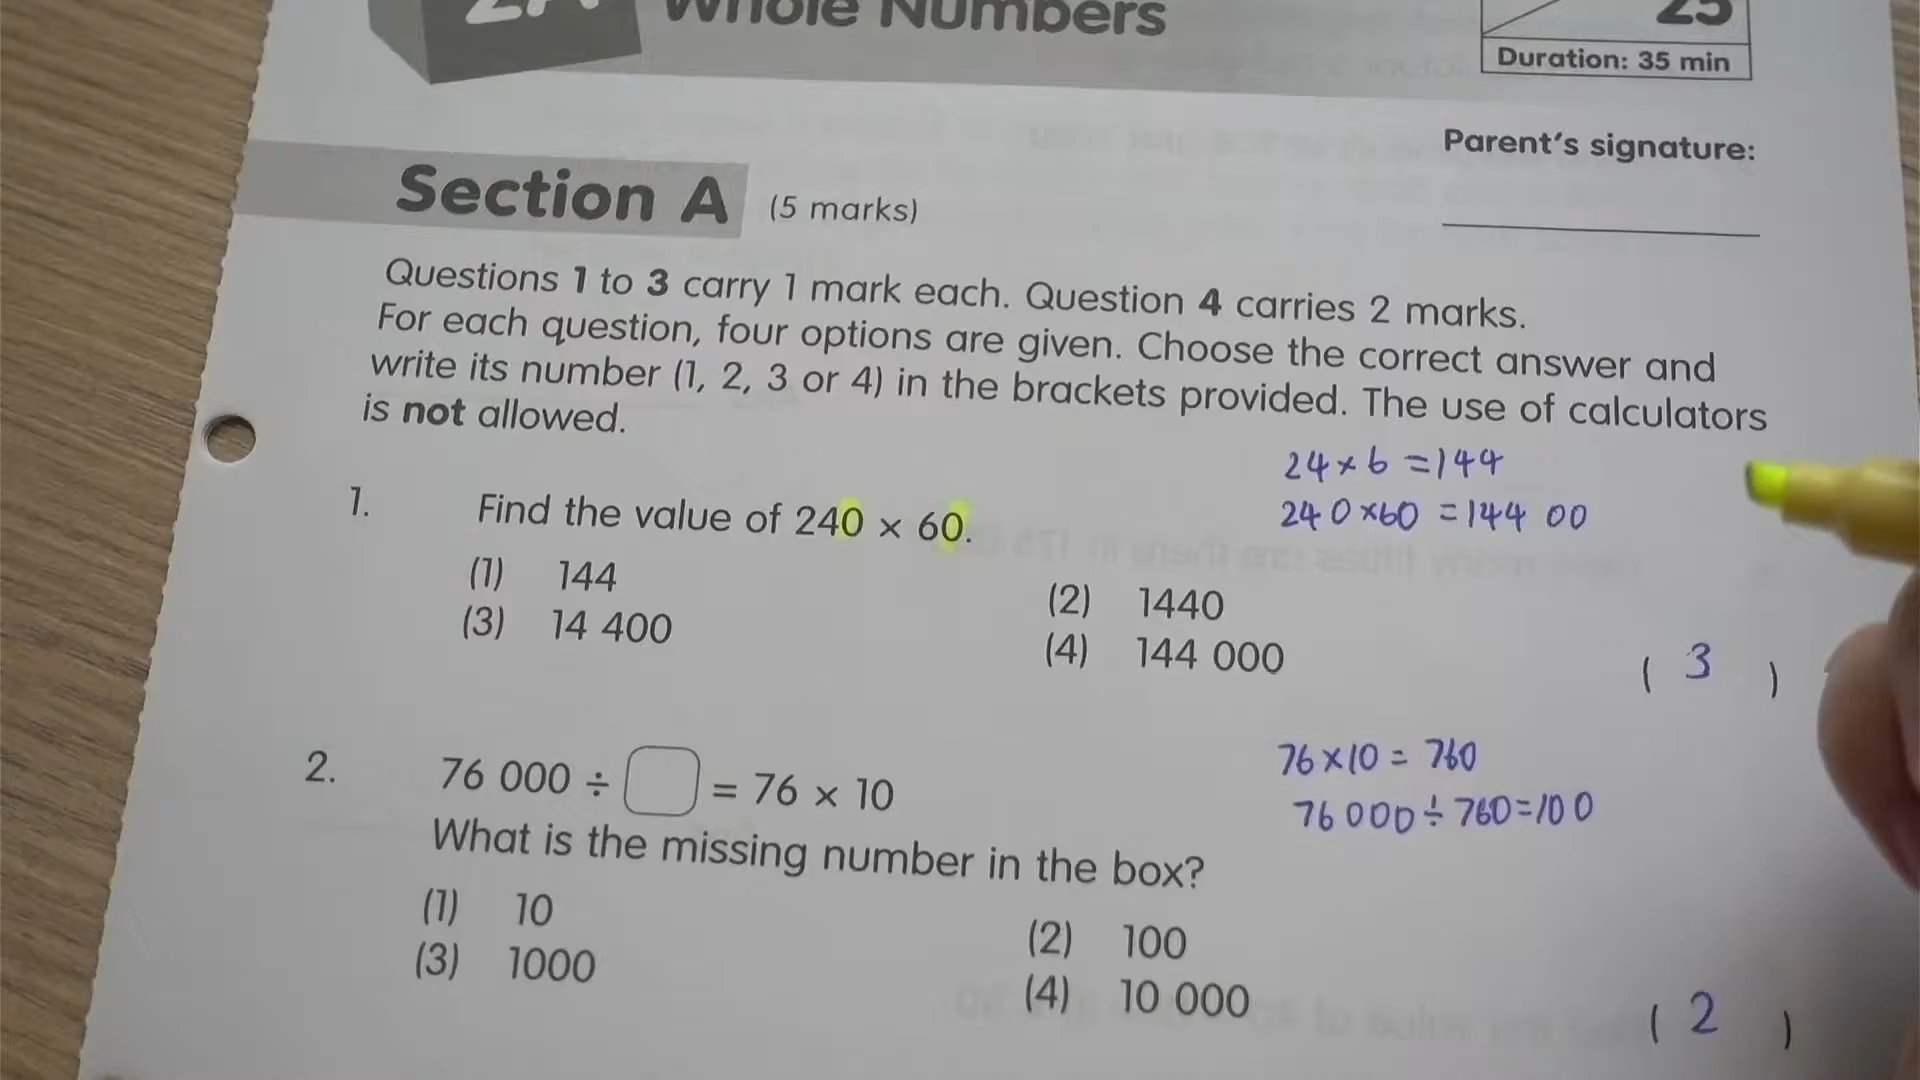 Whole Numbers
25
Duration: 35 min
Parent's signature:
Section A (5 marks)
Questions 1 to 3 carry 1 mark each. Question 4 carries 2 marks.
For each question, four options are given. Choose the correct answer and
write its number (1, 2, 3 or 4) in the brackets provided. The use of calculators
is not allowed.
24 × 6 = 144
240 × 60 = 144 00
1. Find the value of 240 × 60.
(1) 144 (2) 1440
(3) 14 400 (4) 144 000
( 3 )
2. 76 000 ÷ = 76 × 10
76 × 10 = 760
76 000 ÷ 760 = 100
What is the missing number in the box?
(1) 10 (2) 100
(3) 1000 (4) 10 000
( 2 )